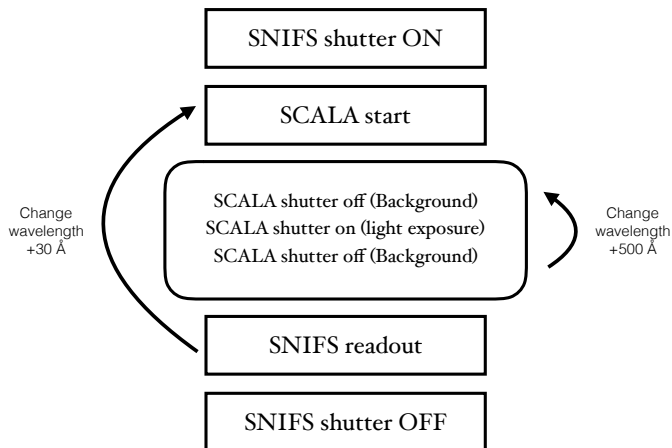 SNIFS shutter ON
SCALA start
SCALA shutter off (Background)
SCALA shutter on (light exposure)
SCALA shutter off (Background)
Change
wavelength
+30 Å
Change
wavelength
+500 Å
SNIFS readout
SNIFS shutter OFF